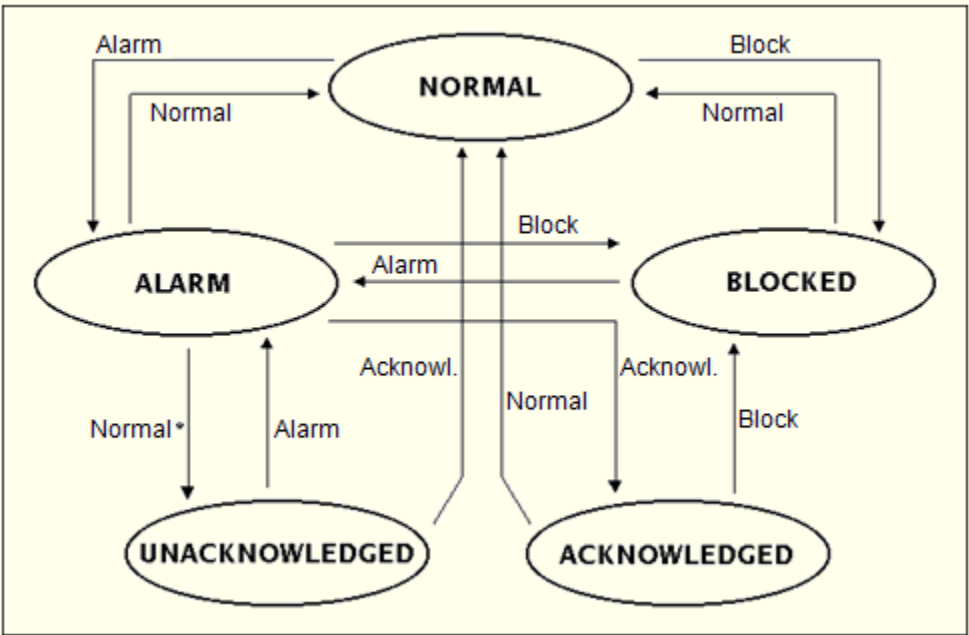 Alarm
Block
NORMAL
Normal
Normal
Block
Alarm
ALARM
BLOCKED
Acknowl.
Acknowl.
Normal
Normal*
Alarm
Block
UNACKNOWLEDGED
ACKNOWLEDGED